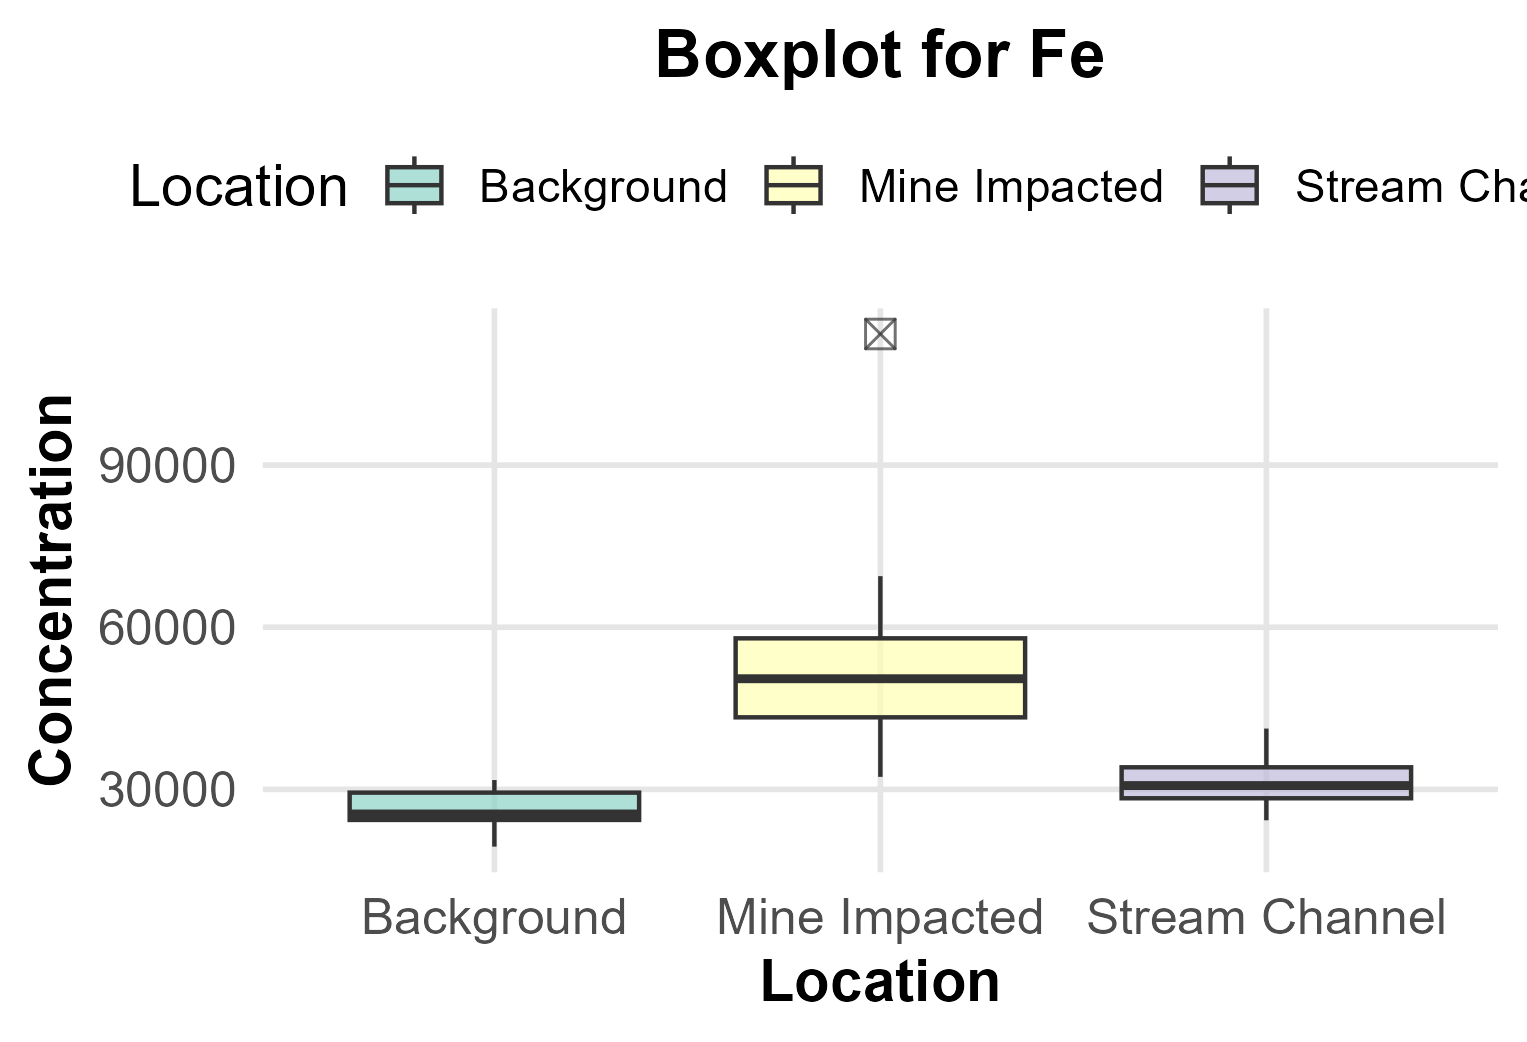 Boxplot for Fe
Location Background Mine Impacted Stream Cha
Concentration
90000
60000
30000
Background Mine Impacted Stream Channel
Location